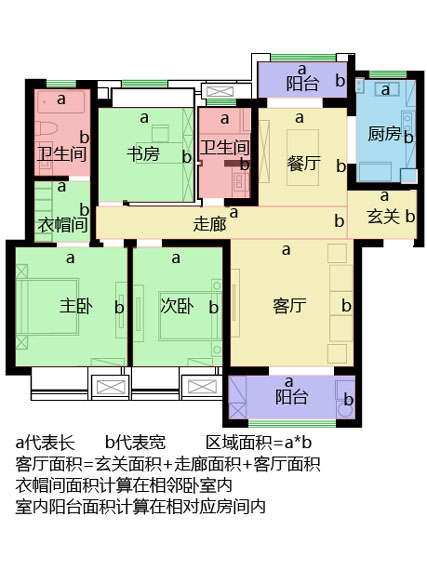 a
阳台 b
a
b
卫生间
a
b
书房
a
b
卫生间
a
b
餐厅
a
b
厨房
a
b
衣帽间
a
走廊 b
a
玄关 b
a
主卧 b
a
次卧 b
a
客厅 b
a
阳台 b
a代表长 b代表宽 区域面积=a*b
客厅面积=玄关面积+走廊面积+客厅面积
衣帽间面积计算在相邻卧室内
室内阳台面积计算在相对应房间内